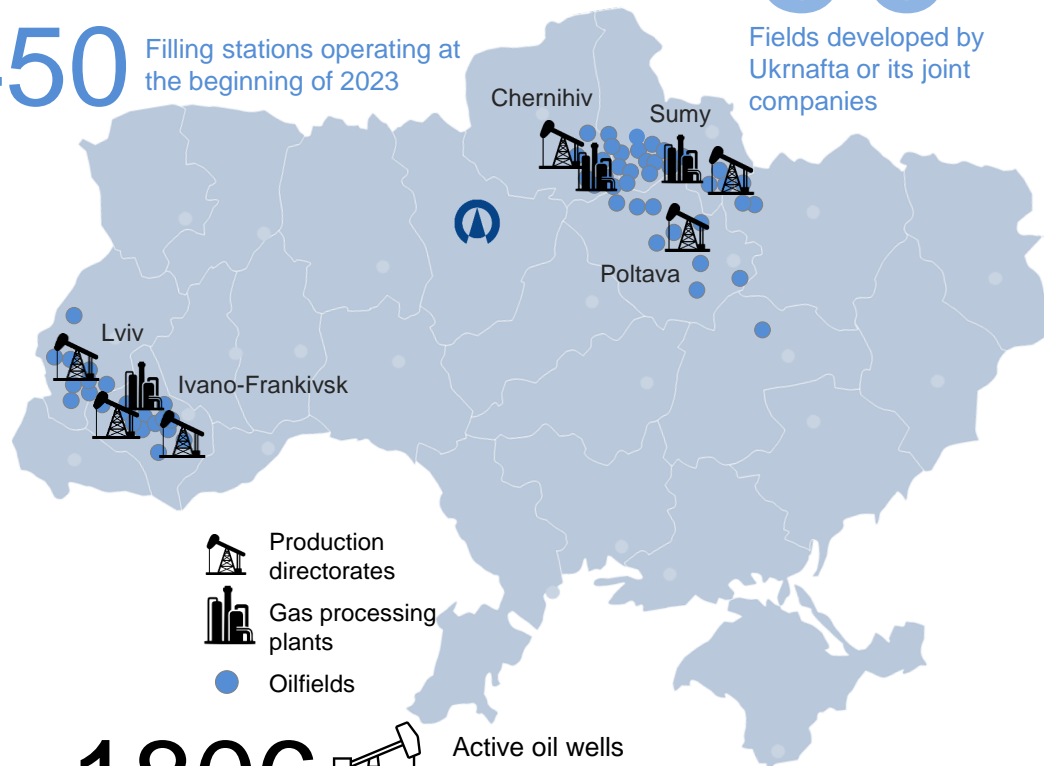 50
Filling stations operating at
the beginning of 2023
Fields developed by
Ukrnafta or its joint
companies
Chernihiv
Sumy
Poltava
Lviv
Ivano-Frankivsk
Production
directorates
Gas processing
plants
Oilfields
Active oil wells